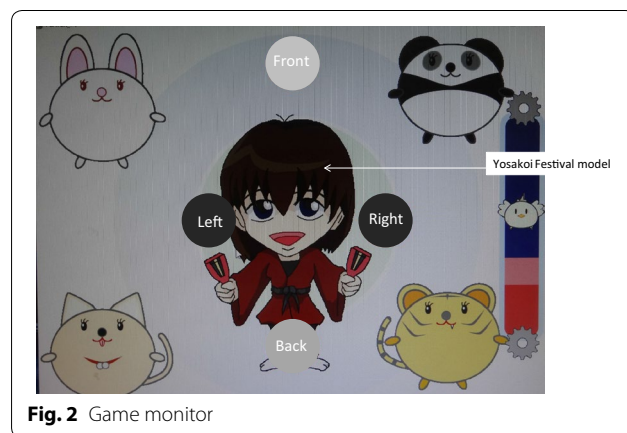 Front
Yosakoi Festival model
Left
Right
Back
Fig. 2 Game monitor